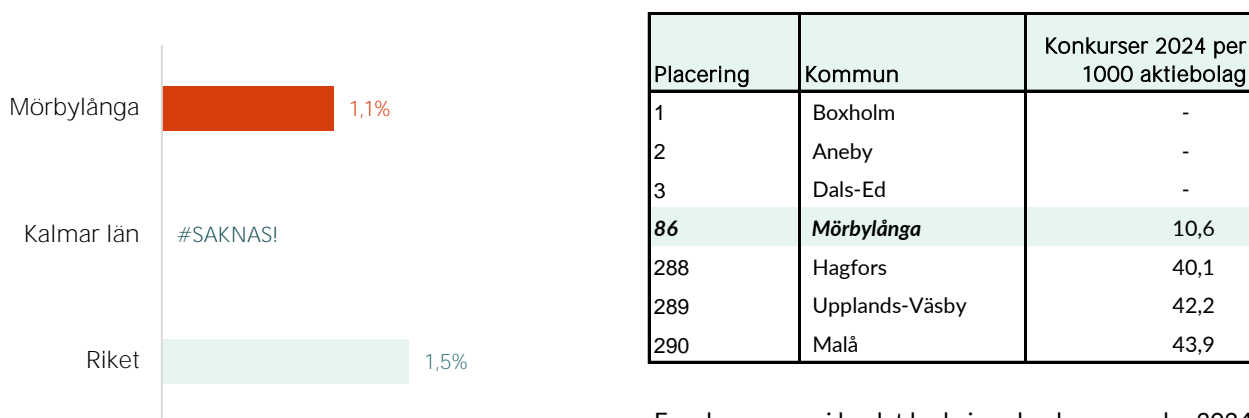 Mörbylånga 1,1%
Kalmar län #SAKNAS!
Riket 1,5%
Konkurser 2024 per
Placering Kommun 1000 aktiebolag
1 Boxholm -
2 Aneby -
3 Dals-Ed -
86 Mörbylånga 10,6
288 Hagfors 40,1
289 Upplands-Väsby 42,2
290 Malå 43,9